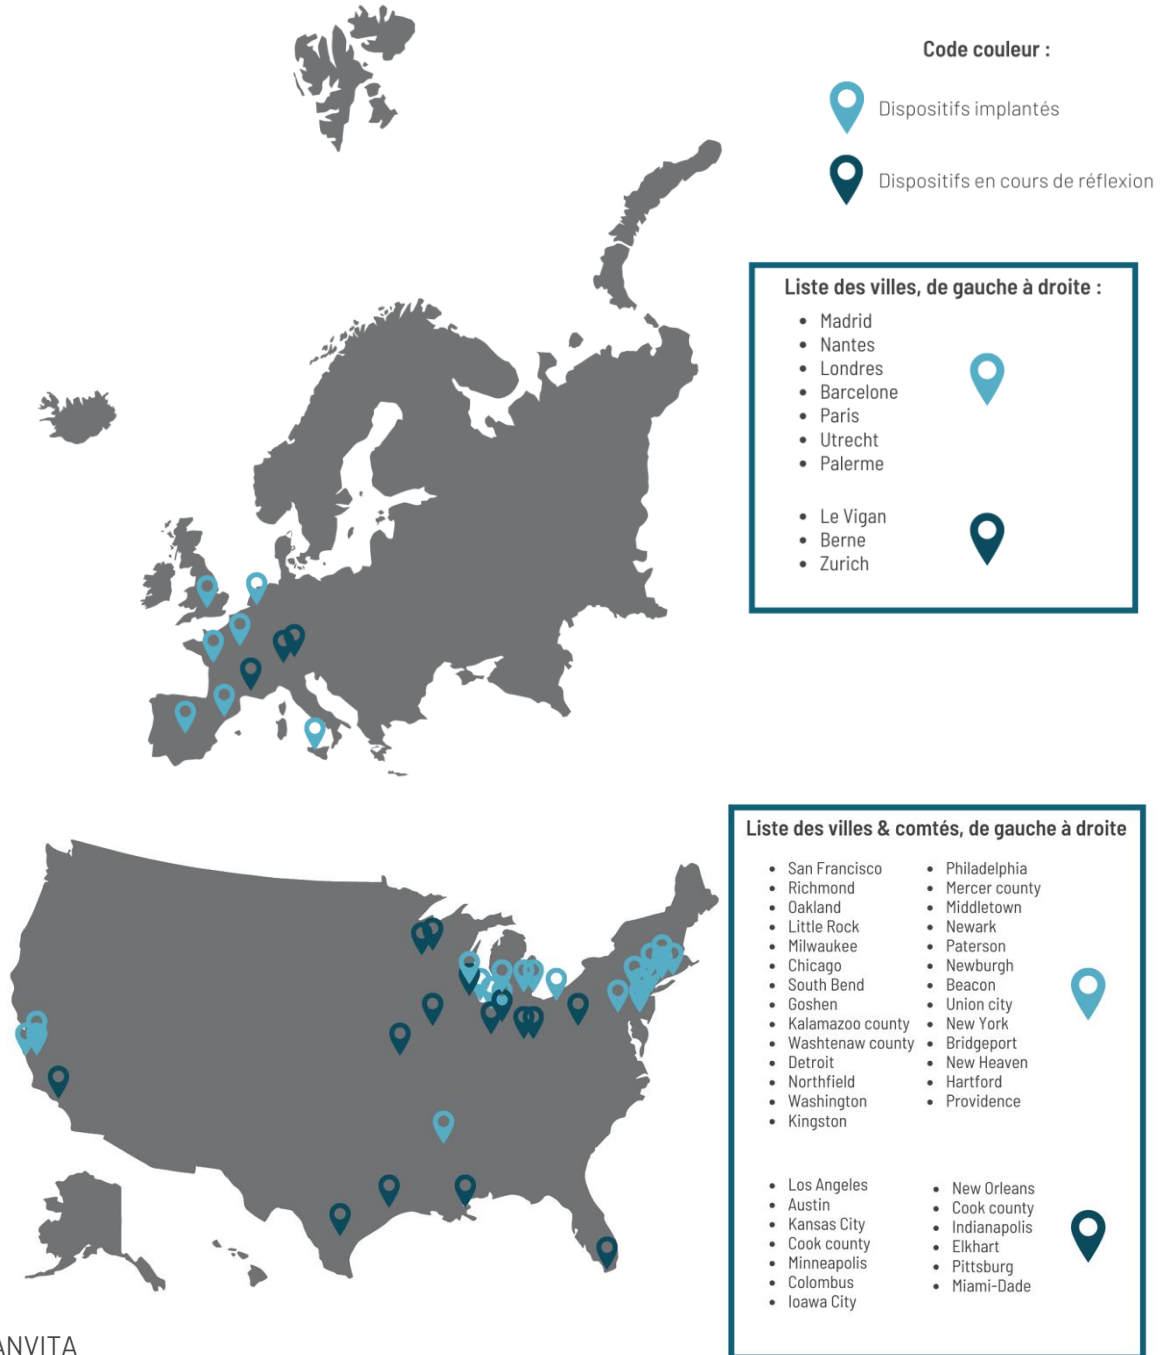 Code couleur :
Dispositifs implantés
Dispositifs en cours de réflexion
Liste des villes, de gauche à droite :
• Madrid
• Nantes
• Londres
• Barcelone
• Paris
• Utrecht
• Palerme
• Le Vigan
• Berne
• Zurich
Liste des villes & comtés, de gauche à droite
• San Francisco
• Richmond
• Oakland
• Little Rock
• Milwaukee
• Chicago
• South Bend
• Goshen
• Kalamazoo county
• Washtenaw county
• Detroit
• Northfield
• Washington
• Kingston
• Philadelphia
• Mercer county
• Middletown
• Newark
• Paterson
• Newburgh
• Beacon
• Union city
• New York
• Bridgeport
• New Heaven
• Hartford
• Providence
• Los Angeles
• Austin
• Kansas City
• Cook county
• Minneapolis
• Colombus
• Ioawa City
• New Orleans
• Cook county
• Indianapolis
• Elkhart
• Pittsburg
• Miami-Dade
ANVITA